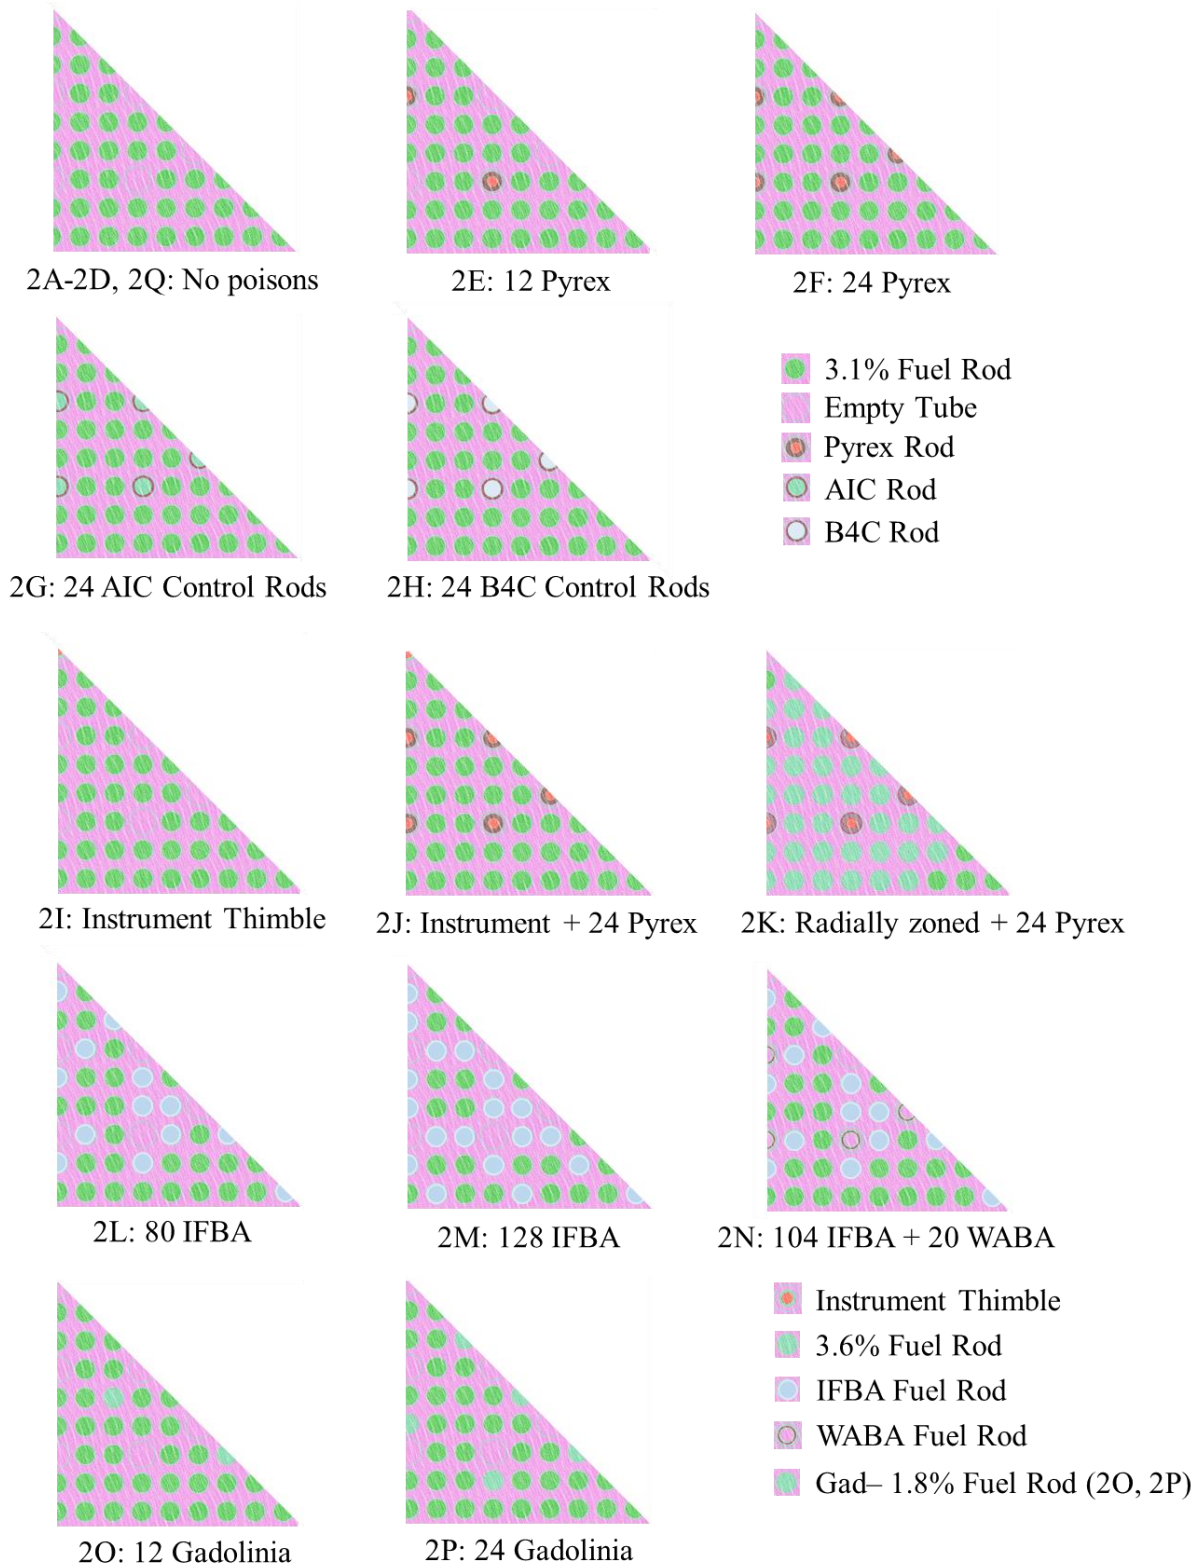 2A-2D, 2Q: No poisons
2E: 12 Pyrex
2F: 24 Pyrex
3.1% Fuel Rod
Empty Tube
Pyrex Rod
AIC Rod
B4C Rod
2G: 24 AIC Control Rods
2H: 24 B4C Control Rods
2I: Instrument Thimble
2J: Instrument + 24 Pyrex
2K: Radially zoned + 24 Pyrex
2L: 80 IFBA
2M: 128 IFBA
2N: 104 IFBA + 20 WABA
Instrument Thimble
3.6% Fuel Rod
IFBA Fuel Rod
WABA Fuel Rod
Gad– 1.8% Fuel Rod (2O, 2P)
2O: 12 Gadolinia
2P: 24 Gadolinia